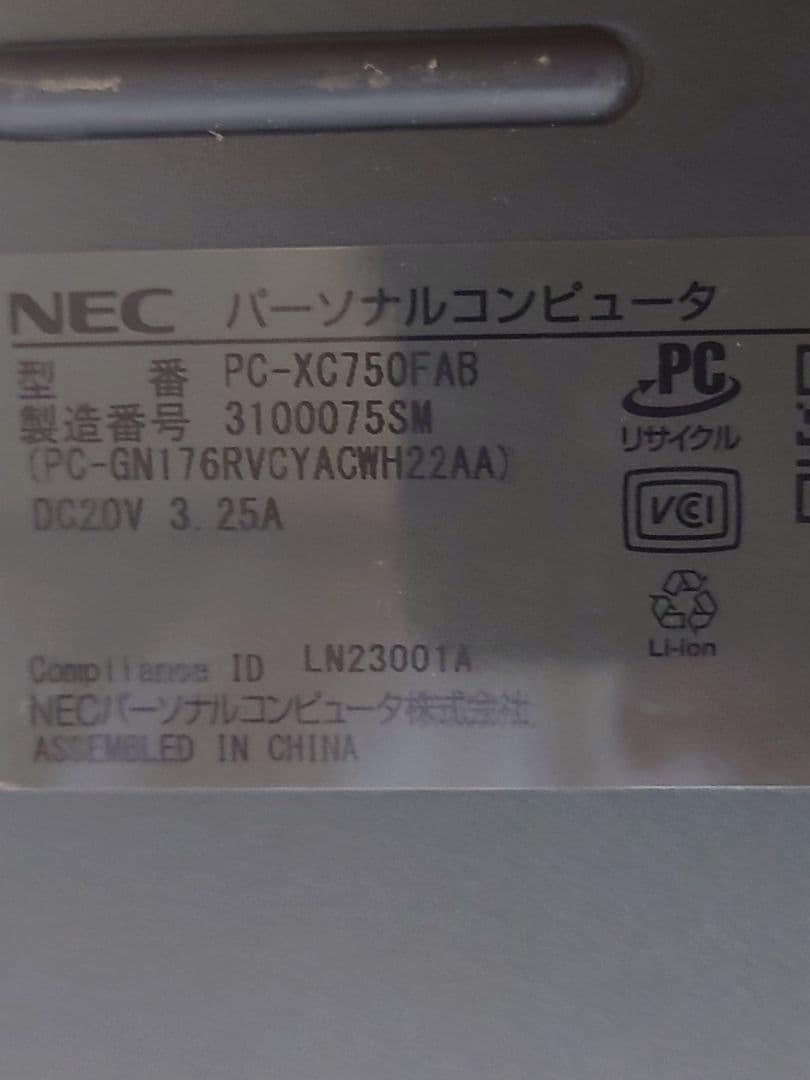 NEC パーソナルコンピュータ
型 番 PC-XC750FAB
製造番号 3100075SM
(PC-GN176RVCYACWH22AA)
DC20V 3.25A
PC
リサイクル
VCI
Li-ion
Compliance ID LN23001A
NECパーソナルコンピュータ株式会社
ASSEMBLED IN CHINA